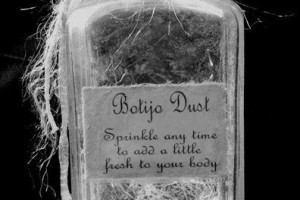 Botijo Dust
Sprinkle any time
to add a little
fresh to your body